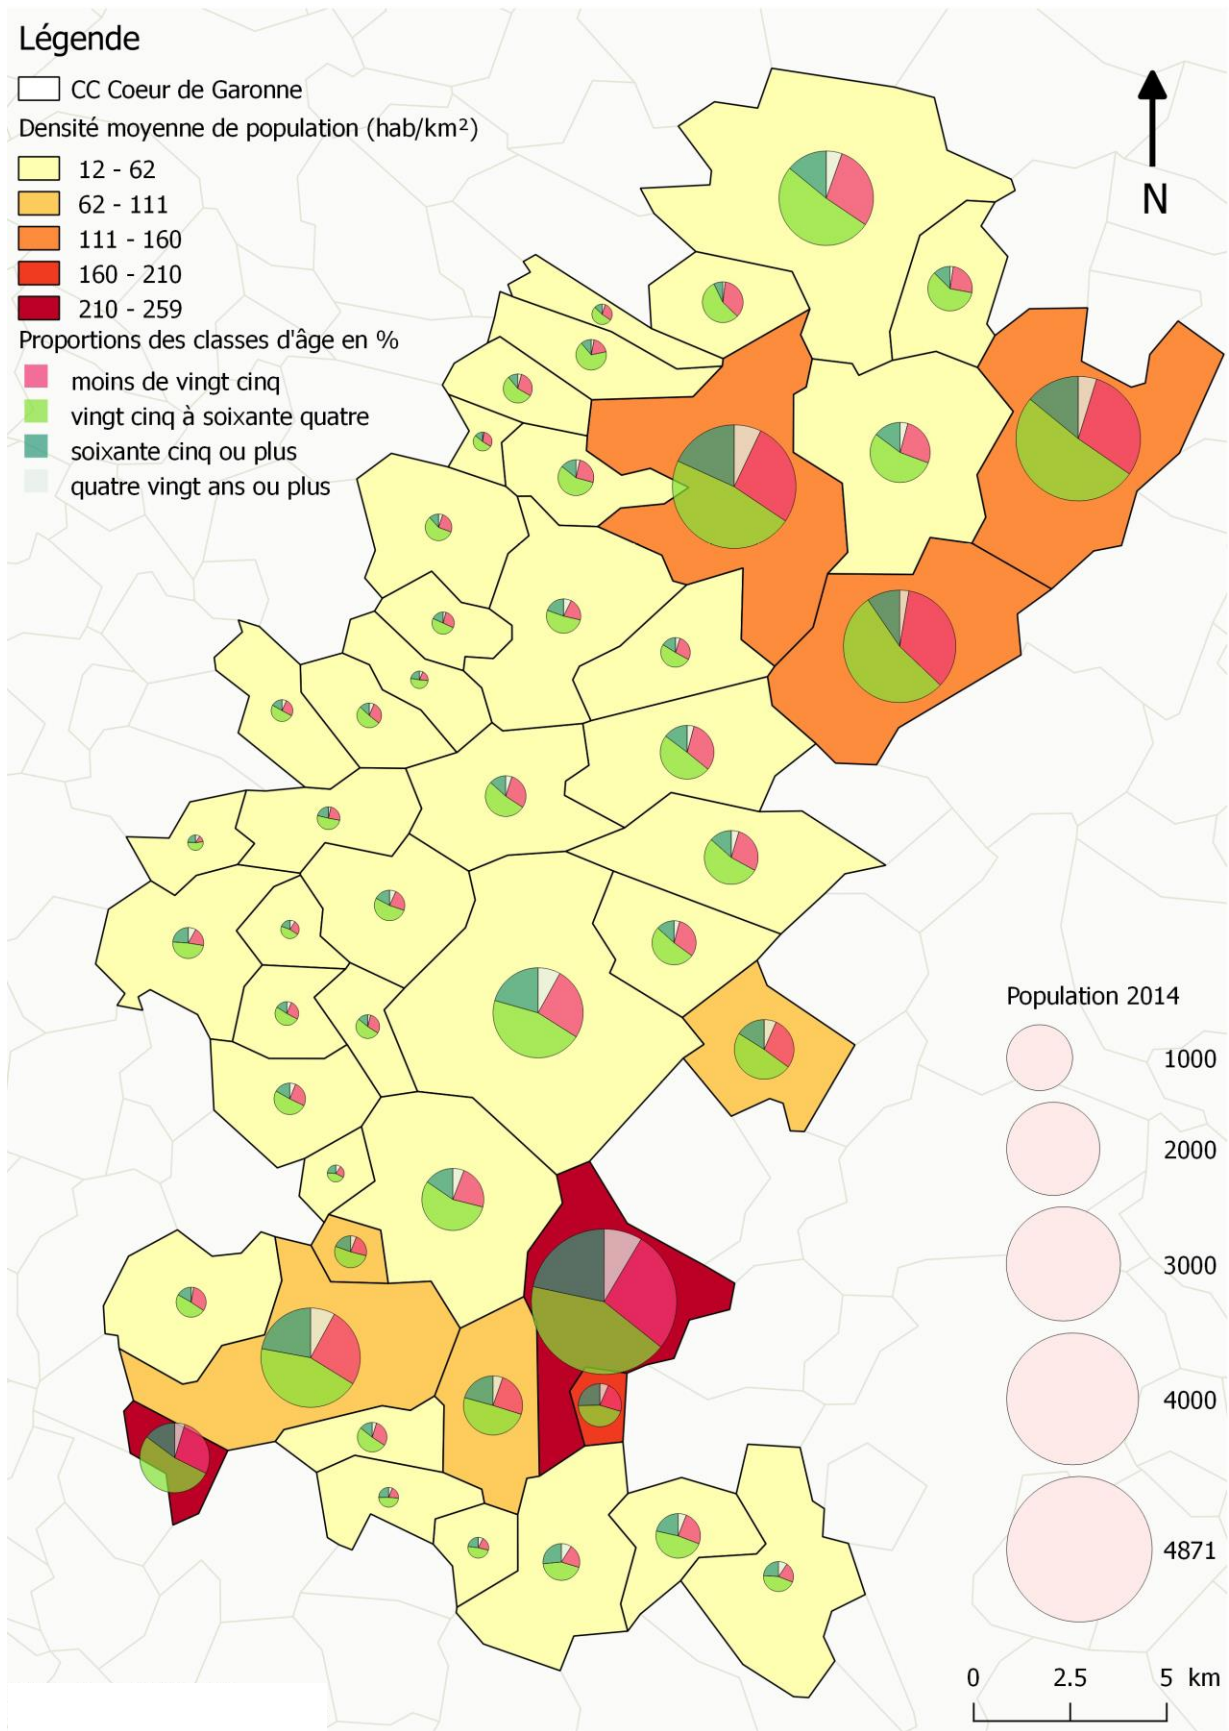 Légende
CC Coeur de Garonne
Densité moyenne de population (hab/km²)
12 - 62
62 - 111
111 - 160
160 - 210
210 - 259
Proportions des classes d'âge en %
moins de vingt cinq
vingt cinq à soixante quatre
soixante cinq ou plus
quatre vingt ans ou plus
N
Population 2014
1000
2000
3000
4000
4871
0 2.5 5 km